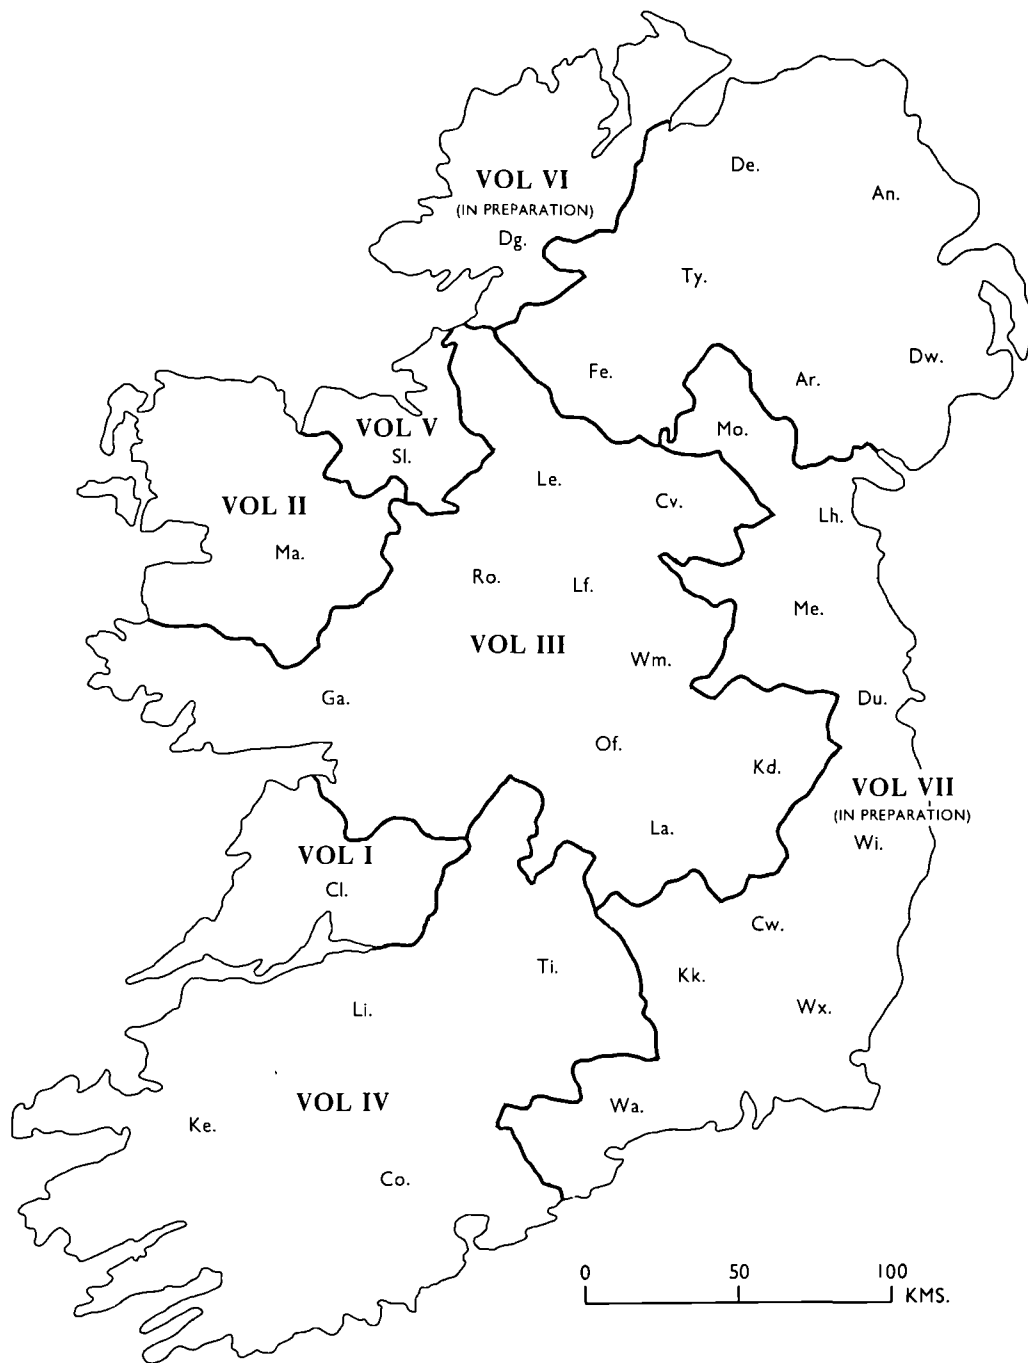 De.
An.
VOL VI
(IN PREPARATION)
Dg.
Ty.
Dw.
Fe.
Ar.
Mo.
VOL V
Sl.
Le.
Cv.
VOL II
Lh.
Ma.
Ro.
Lf.
Me.
VOL III
Wm.
Ga.
Du.
Of.
Kd.
VOL VII
(IN PREPARATION)
Wi.
La.
VOL I
Cl.
Cw.
Ti.
Kk.
Li.
Wx.
VOL IV
Wa.
Ke.
Co.
0 50 100
KMS.